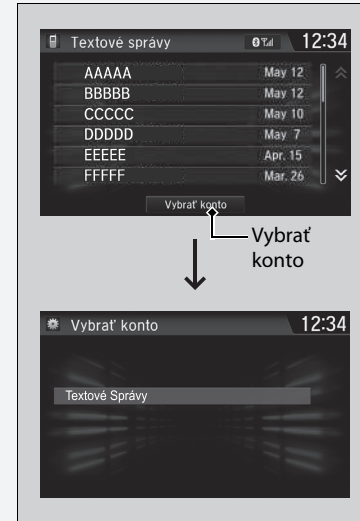 Textové správy 12:34
AAAAA May 12
BBBBB May 12
CCCCC May 10
DDDDD May 7
EEEEE Apr. 15
FFFFF Mar. 26
Vybrať konto
Vybrať
konto
Vybrať konto 12:34
Textové Správy